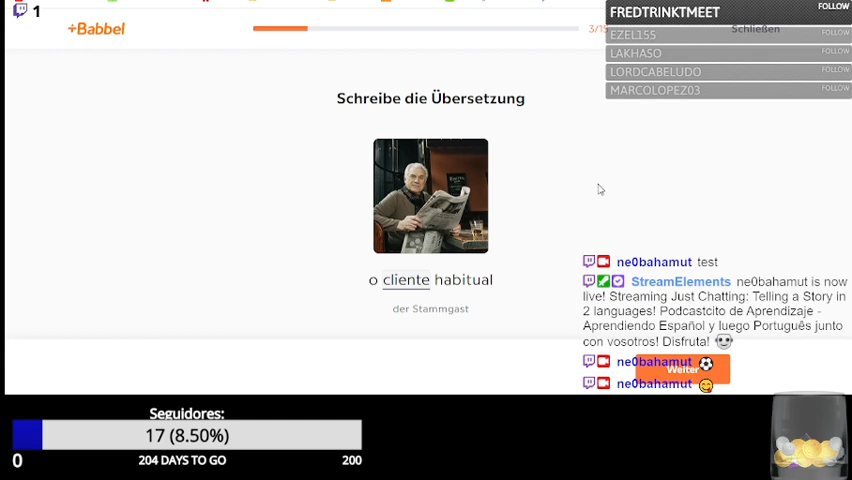 1
+Babbel
3/15
Schließen
FREDTRINKTMEET FOLLOW
EZEL155 FOLLOW
LAKHASO FOLLOW
LORDCABELUDO FOLLOW
MARCOLOPEZ03 FOLLOW
Schreibe die Übersetzung
o cliente habitual
der Stammgast
ne0bahamut test
StreamElements ne0bahamut is now
live! Streaming Just Chatting: Telling a Story in
2 languages! Podcastcito de Aprendizaje -
Aprendiendo Español y luego Português junto
con vosotros! Disfruta!
ne0bahamut
Weiter
ne0bahamut
Seguidores:
17 (8.50%)
0 204 DAYS TO GO 200